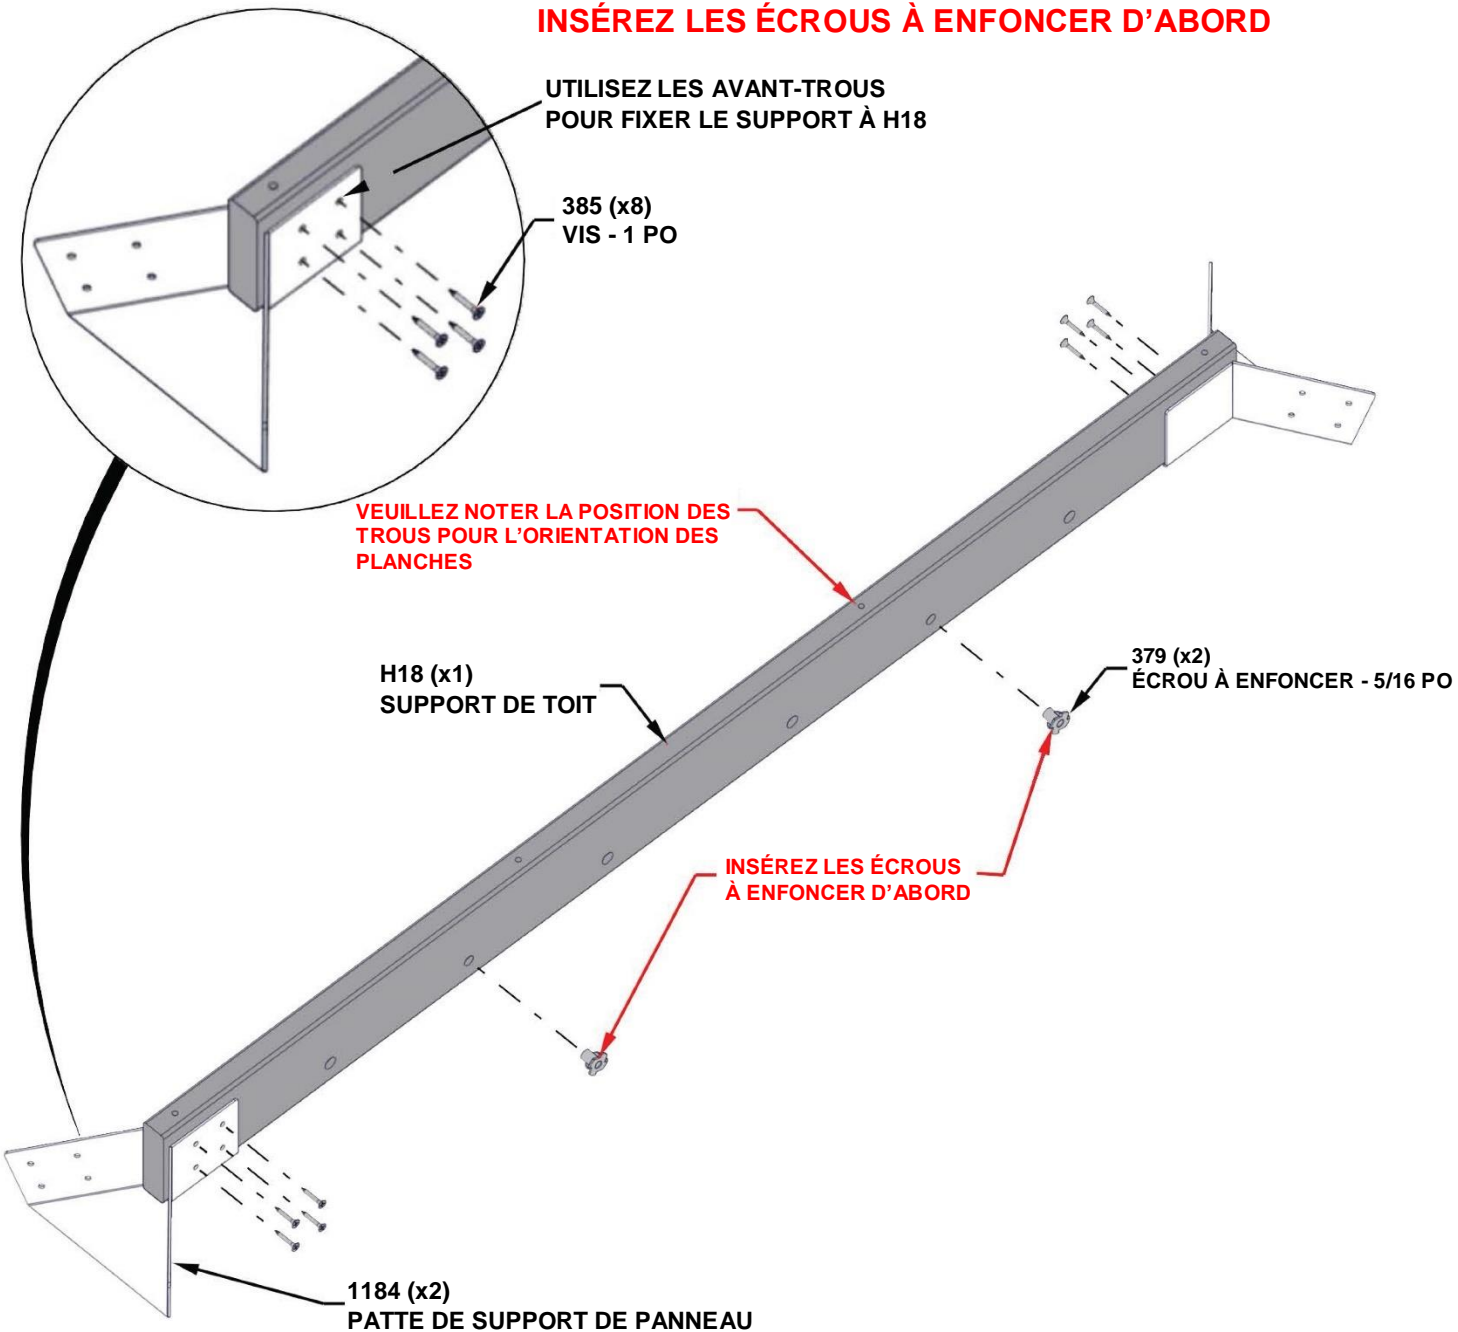 INSÉREZ LES ÉCROUS À ENFONCER D’ABORD
UTILISEZ LES AVANT-TROUS
POUR FIXER LE SUPPORT À H18
385 (x8)
VIS - 1 PO
VEUILLEZ NOTER LA POSITION DES
TROUS POUR L’ORIENTATION DES
PLANCHES
H18 (x1)
SUPPORT DE TOIT
379 (x2)
ÉCROU À ENFONCER - 5/16 PO
INSÉREZ LES ÉCROUS
À ENFONCER D’ABORD
1184 (x2)
PATTE DE SUPPORT DE PANNEAU